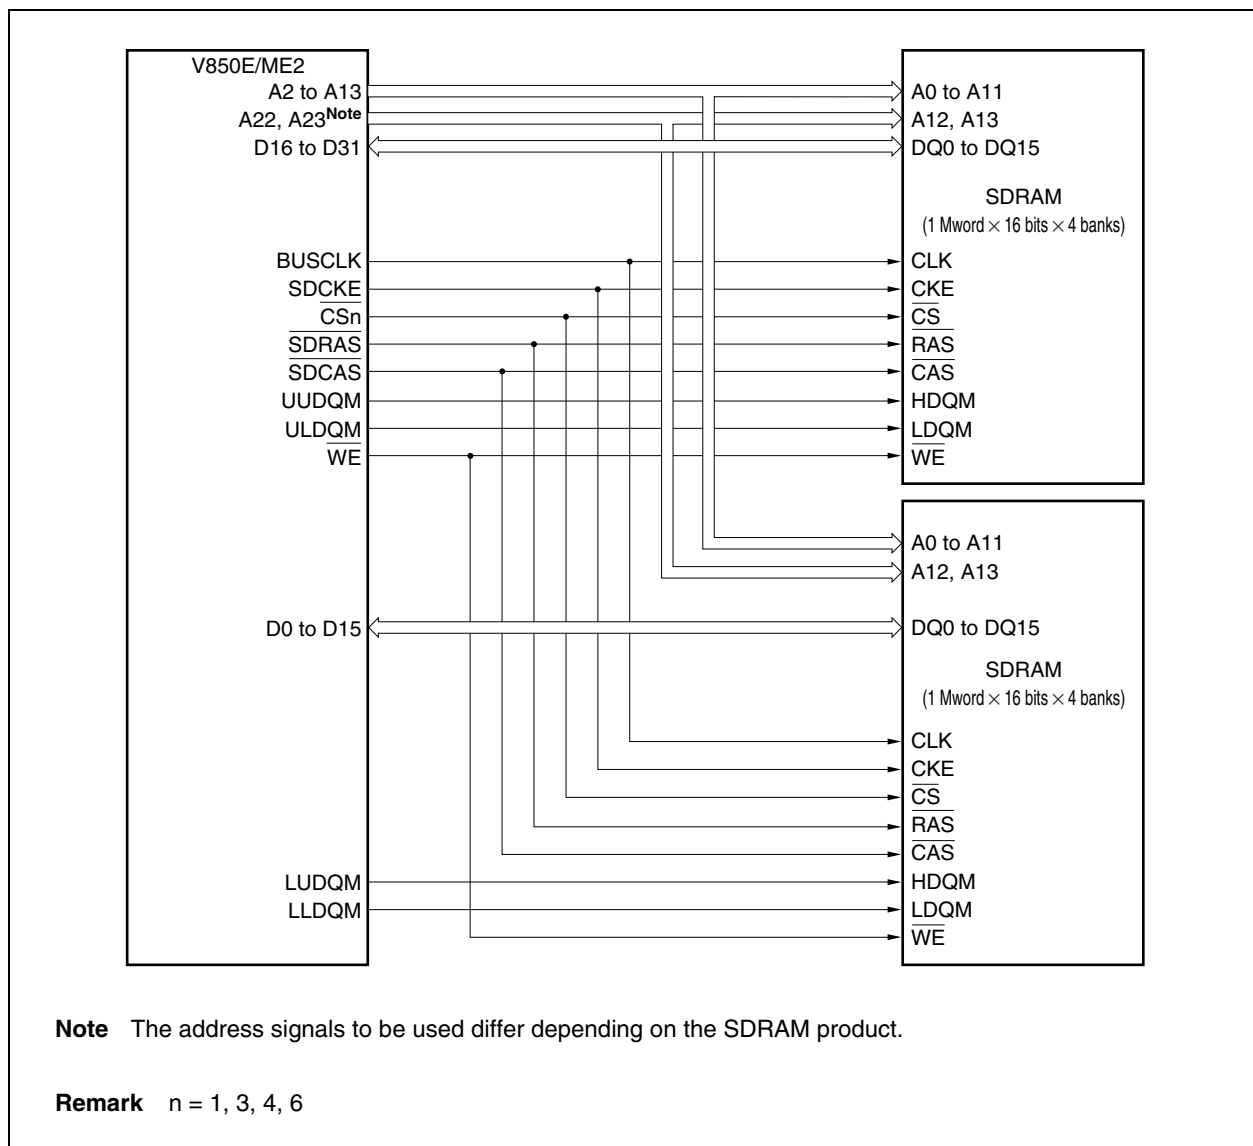 V850E/ME2
A2 to A13
A22, A23Note
D16 to D31
BUSCLK
SDCKE
CSn
SDRAS
SDCAS
UUDQM
ULDQM
WE
D0 to D15
LUDQM
LLDQM
A0 to A11
A12, A13
DQ0 to DQ15
SDRAM
(1 Mword × 16 bits × 4 banks)
CLK
CKE
CS
RAS
CAS
HDQM
LDQM
WE
A0 to A11
A12, A13
DQ0 to DQ15
SDRAM
(1 Mword × 16 bits × 4 banks)
CLK
CKE
CS
RAS
CAS
HDQM
LDQM
WE
Note The address signals to be used differ depending on the SDRAM product.
Remark n = 1, 3, 4, 6